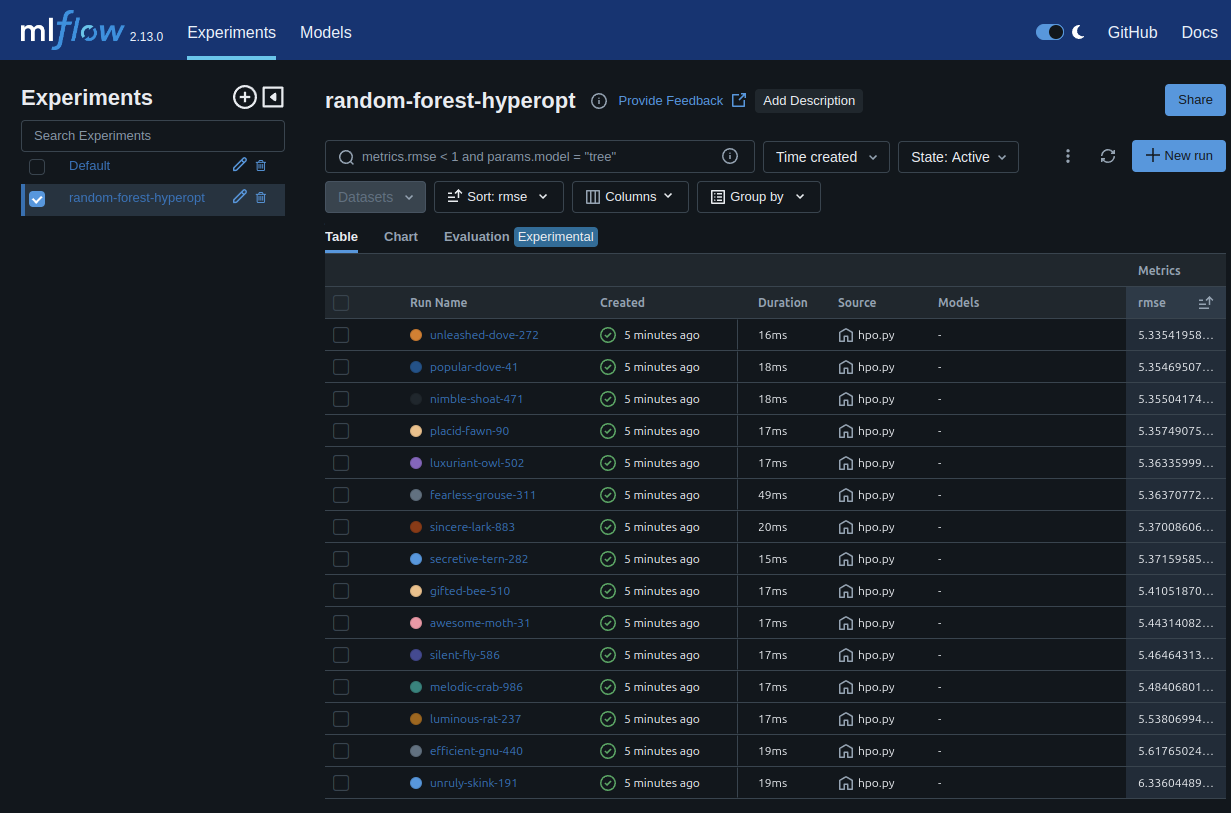 mlflow 2.13.0 Experiments Models GitHub Docs
Experiments
random-forest-hyperopt Provide Feedback Add Description Share
Search Experiments
Default
random-forest-hyperopt
metrics.rmse < 1 and params.model = "tree" Time created State: Active New run
Datasets Sort: rmse Columns Group by
Table Chart Evaluation Experimental
Metrics
Run Name Created Duration Source Models rmse
unleashed-dove-272 5 minutes ago 16ms hpo.py - 5.33541958...
popular-dove-41 5 minutes ago 18ms hpo.py - 5.35469507...
nimble-shoat-471 5 minutes ago 18ms hpo.py - 5.35504174...
placid-fawn-90 5 minutes ago 17ms hpo.py - 5.35749075...
luxuriant-owl-502 5 minutes ago 17ms hpo.py - 5.36335999...
fearless-grouse-311 5 minutes ago 49ms hpo.py - 5.36370772...
sincere-lark-883 5 minutes ago 20ms hpo.py - 5.37008606...
secretive-tern-282 5 minutes ago 15ms hpo.py - 5.37159585...
gifted-bee-510 5 minutes ago 17ms hpo.py - 5.41051870...
awesome-moth-31 5 minutes ago 17ms hpo.py - 5.44314082...
silent-fly-586 5 minutes ago 17ms hpo.py - 5.46464313...
melodic-crab-986 5 minutes ago 17ms hpo.py - 5.48406801...
luminous-rat-237 5 minutes ago 17ms hpo.py - 5.53806994...
efficient-gnu-440 5 minutes ago 19ms hpo.py - 5.61765024...
unruly-skink-191 5 minutes ago 19ms hpo.py - 6.33604489...